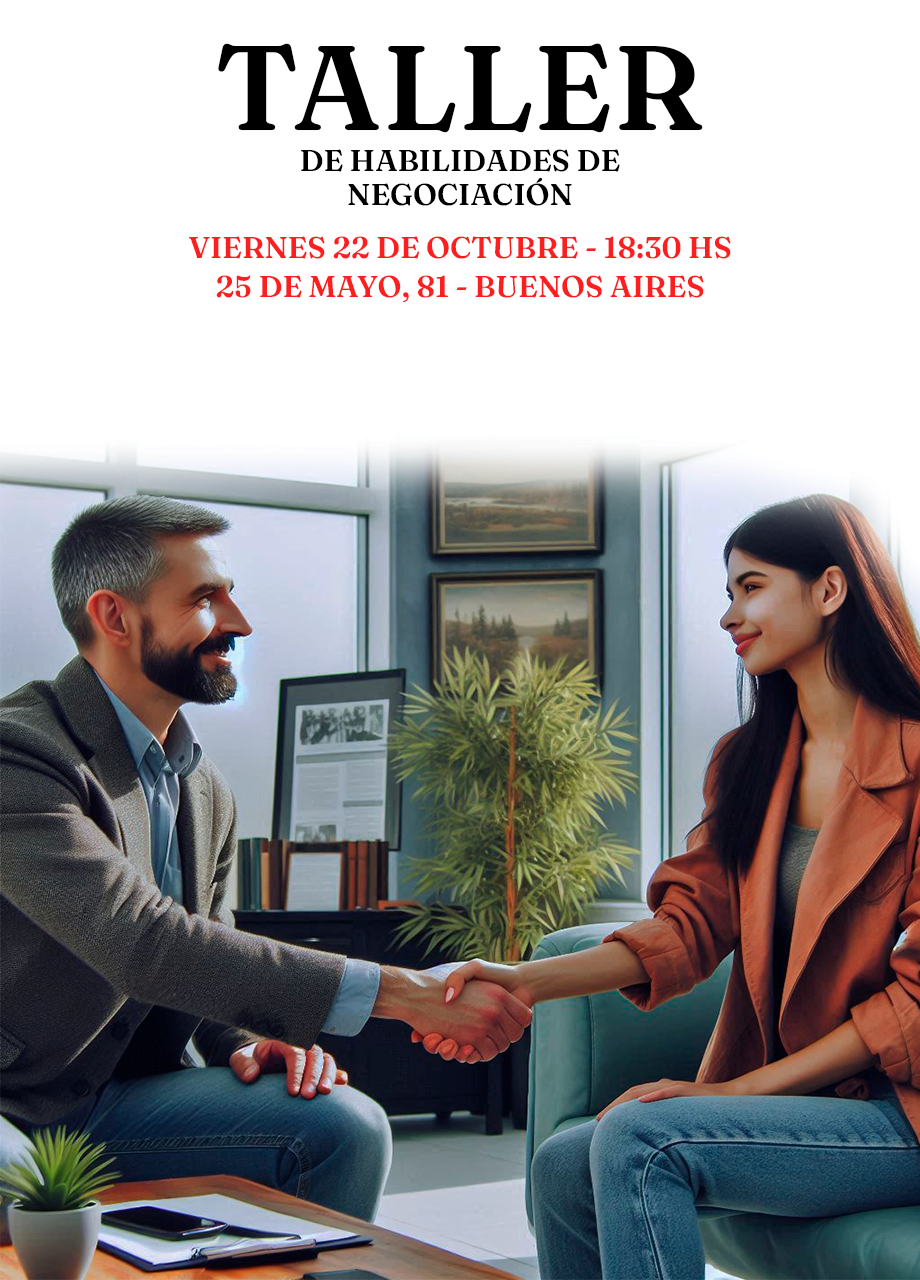 TALLER
DE HABILIDADES DE
NEGOCIACIÓN
VIERNES 22 DE OCTUBRE - 18:30 HS
25 DE MAYO, 81 - BUENOS AIRES